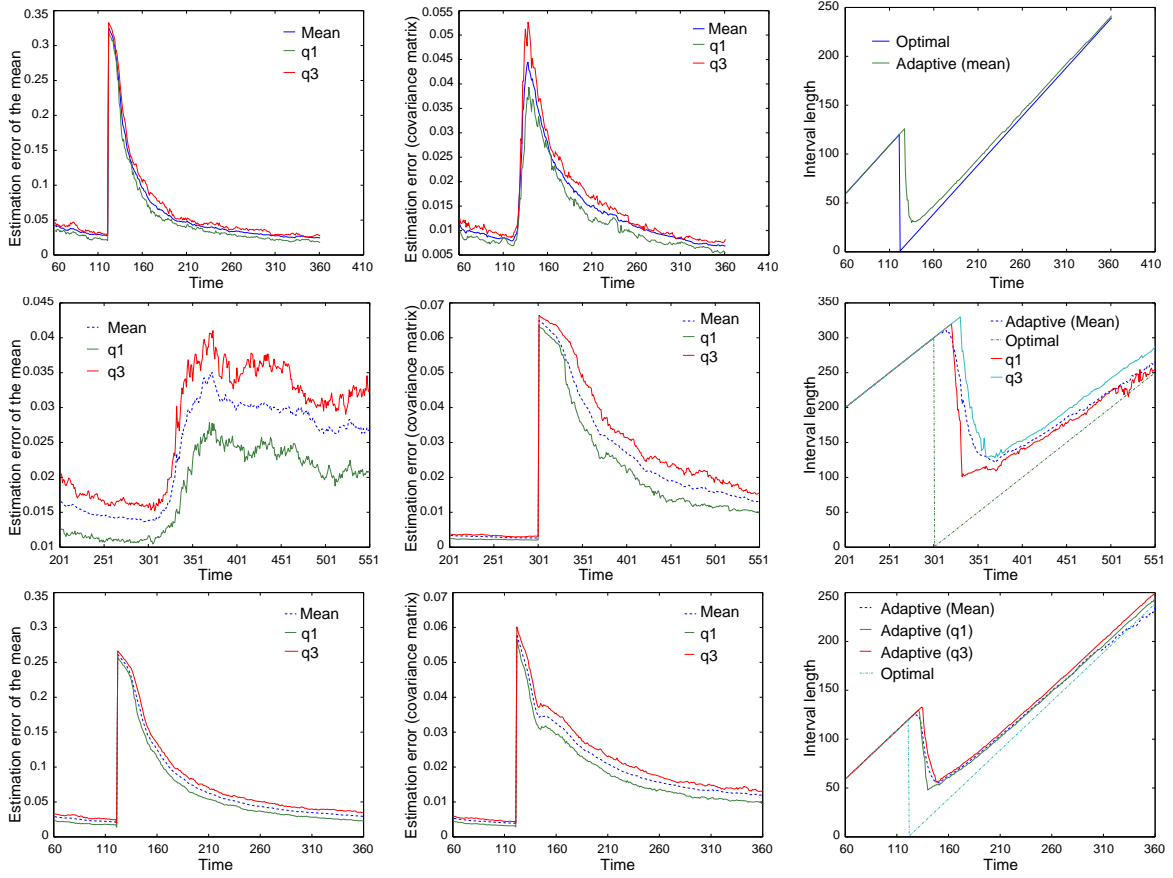 Estimation error of the mean
0.35
0.3
0.25
0.2
0.15
0.1
0.05
0
60 110 160 210 260 310 360 410
Time
Mean
q1
q3
Estimation error (covariance matrix)
0.055
0.05
0.045
0.04
0.035
0.03
0.025
0.02
0.015
0.01
0.005
60 110 160 210 260 310 360 410
Time
Mean
q1
q3
Interval length
250
200
150
100
50
0
60 110 160 210 260 310 360 410
Time
Optimal
Adaptive (mean)
Estimation error of the mean
0.045
0.04
0.035
0.03
0.025
0.02
0.015
0.01
201 251 301 351 401 451 501 551
Time
Mean
q1
q3
Estimation error (covariance matrix)
0.07
0.06
0.05
0.04
0.03
0.02
0.01
0
201 251 301 351 401 451 501 551
Time
Mean
q1
q3
Interval length
350
300
250
200
150
100
50
0
201 251 301 351 401 451 501 551
Time
Adaptive (Mean)
Optimal
q1
q3
Estimation error of the mean
0.35
0.3
0.25
0.2
0.15
0.1
0.05
0
60 110 160 210 260 310 360
Time
Mean
q1
q3
Estimation error (covariance matrix)
0.07
0.06
0.05
0.04
0.03
0.02
0.01
0
60 110 160 210 260 310 360
Time
Mean
q1
q3
Interval length
250
200
150
100
50
0
60 110 160 210 260 310 360
Time
Adaptive (Mean)
Adaptive (q1)
Adaptive (q3)
Optimal